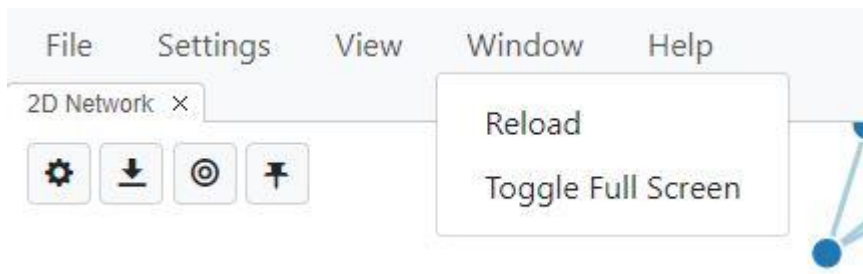 File Settings View Window Help
2D Network ×
Reload
Toggle Full Screen